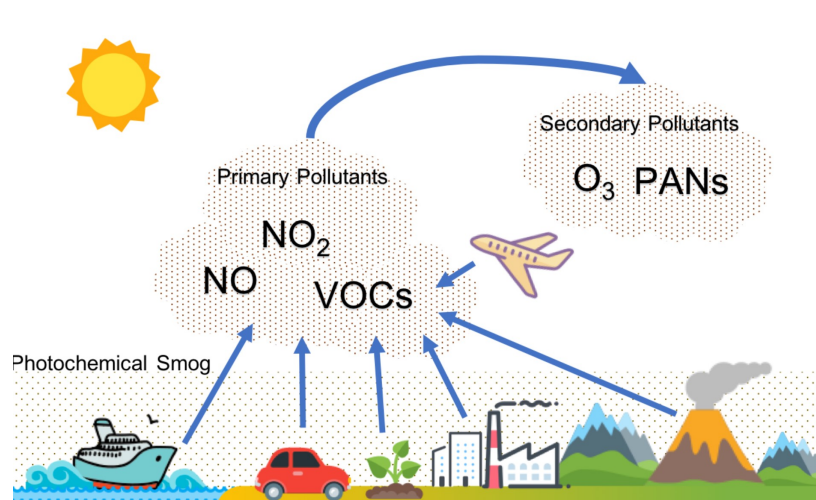 Secondary Pollutants
O₃ PANs
Primary Pollutants
NO₂
NO
VOCs
Photochemical Smog